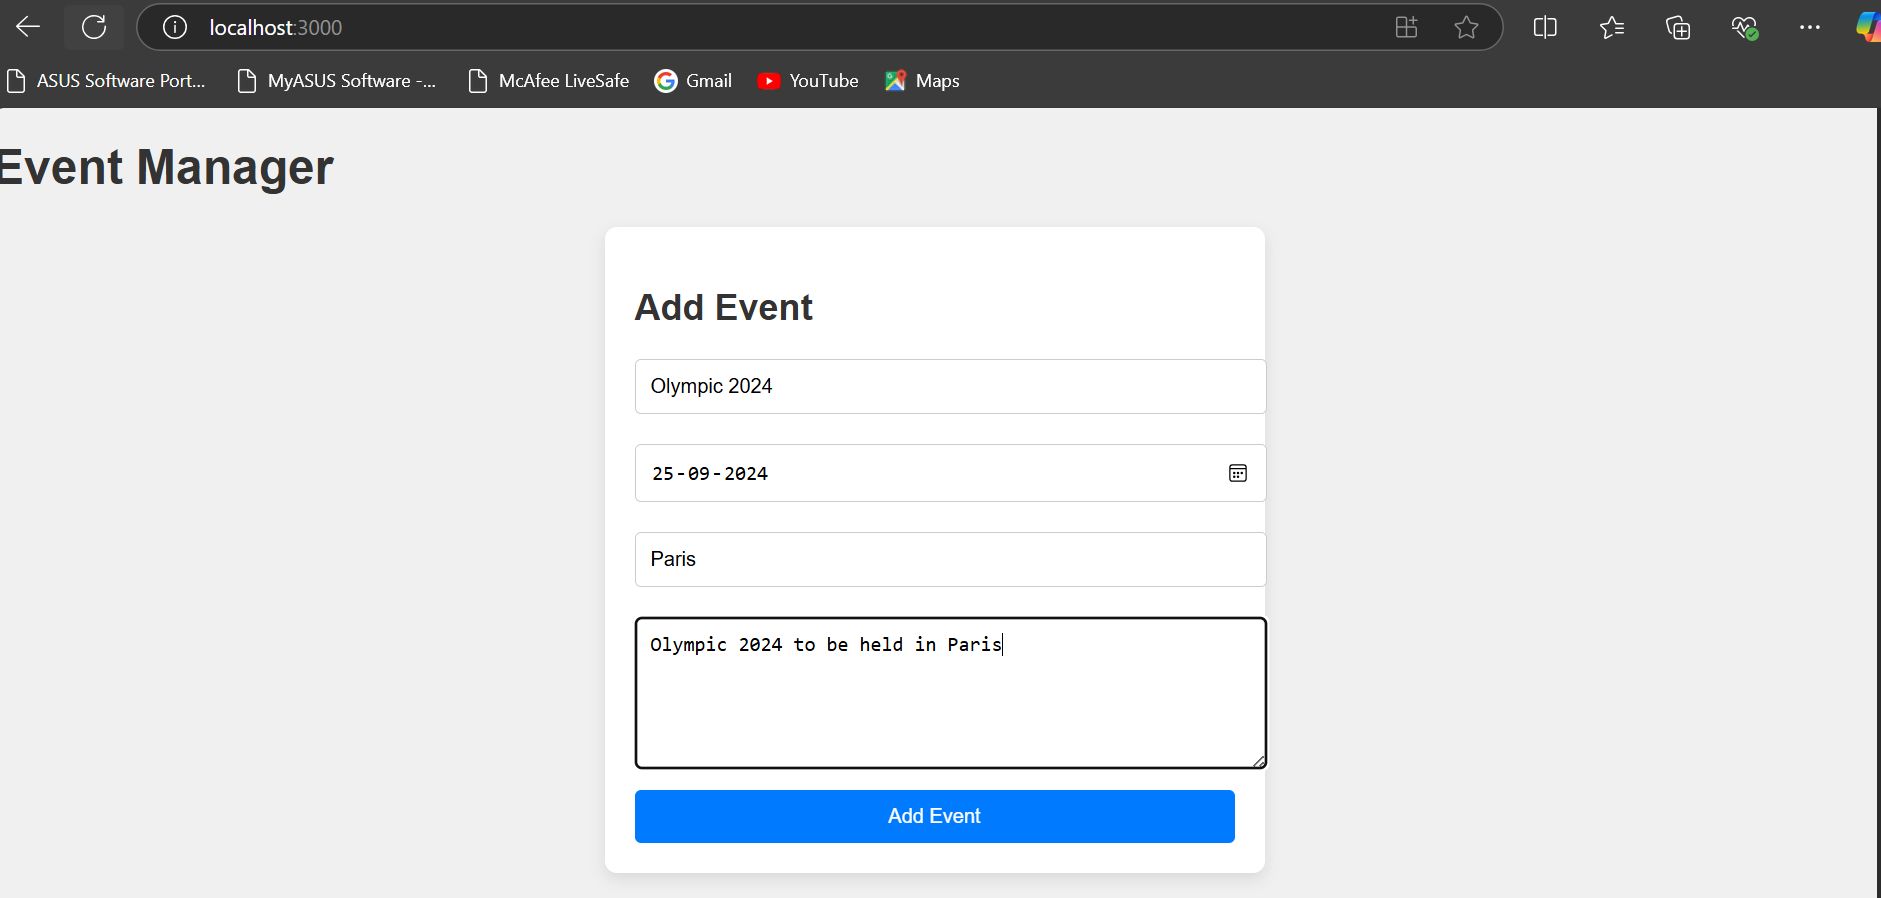 localhost:3000
ASUS Software Port... MyASUS Software -... McAfee LiveSafe Gmail YouTube Maps
Event Manager
Add Event
Olympic 2024
25-09-2024
Paris
Olympic 2024 to be held in Paris
Add Event